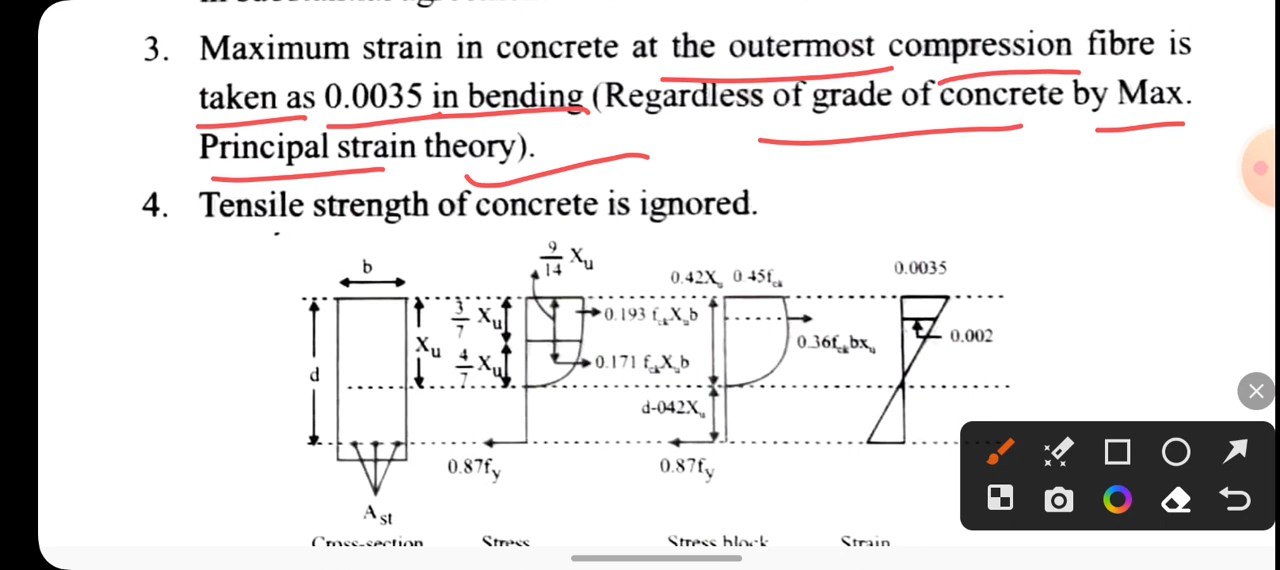 3. Maximum strain in concrete at the outermost compression fibre is
taken as 0.0035 in bending (Regardless of grade of concrete by Max.
Principal strain theory).
4. Tensile strength of concrete is ignored.
b
d
Xu
3/7 Xu
4/7 Xu
9/14 Xu
0.193 fckXub
0.171 fckXub
0.87fy
Ast
0.42Xu 0.45fck
0.36fckbxu
d-042Xu
0.87fy
0.0035
0.002
Cross-section Stress Stress block Strain